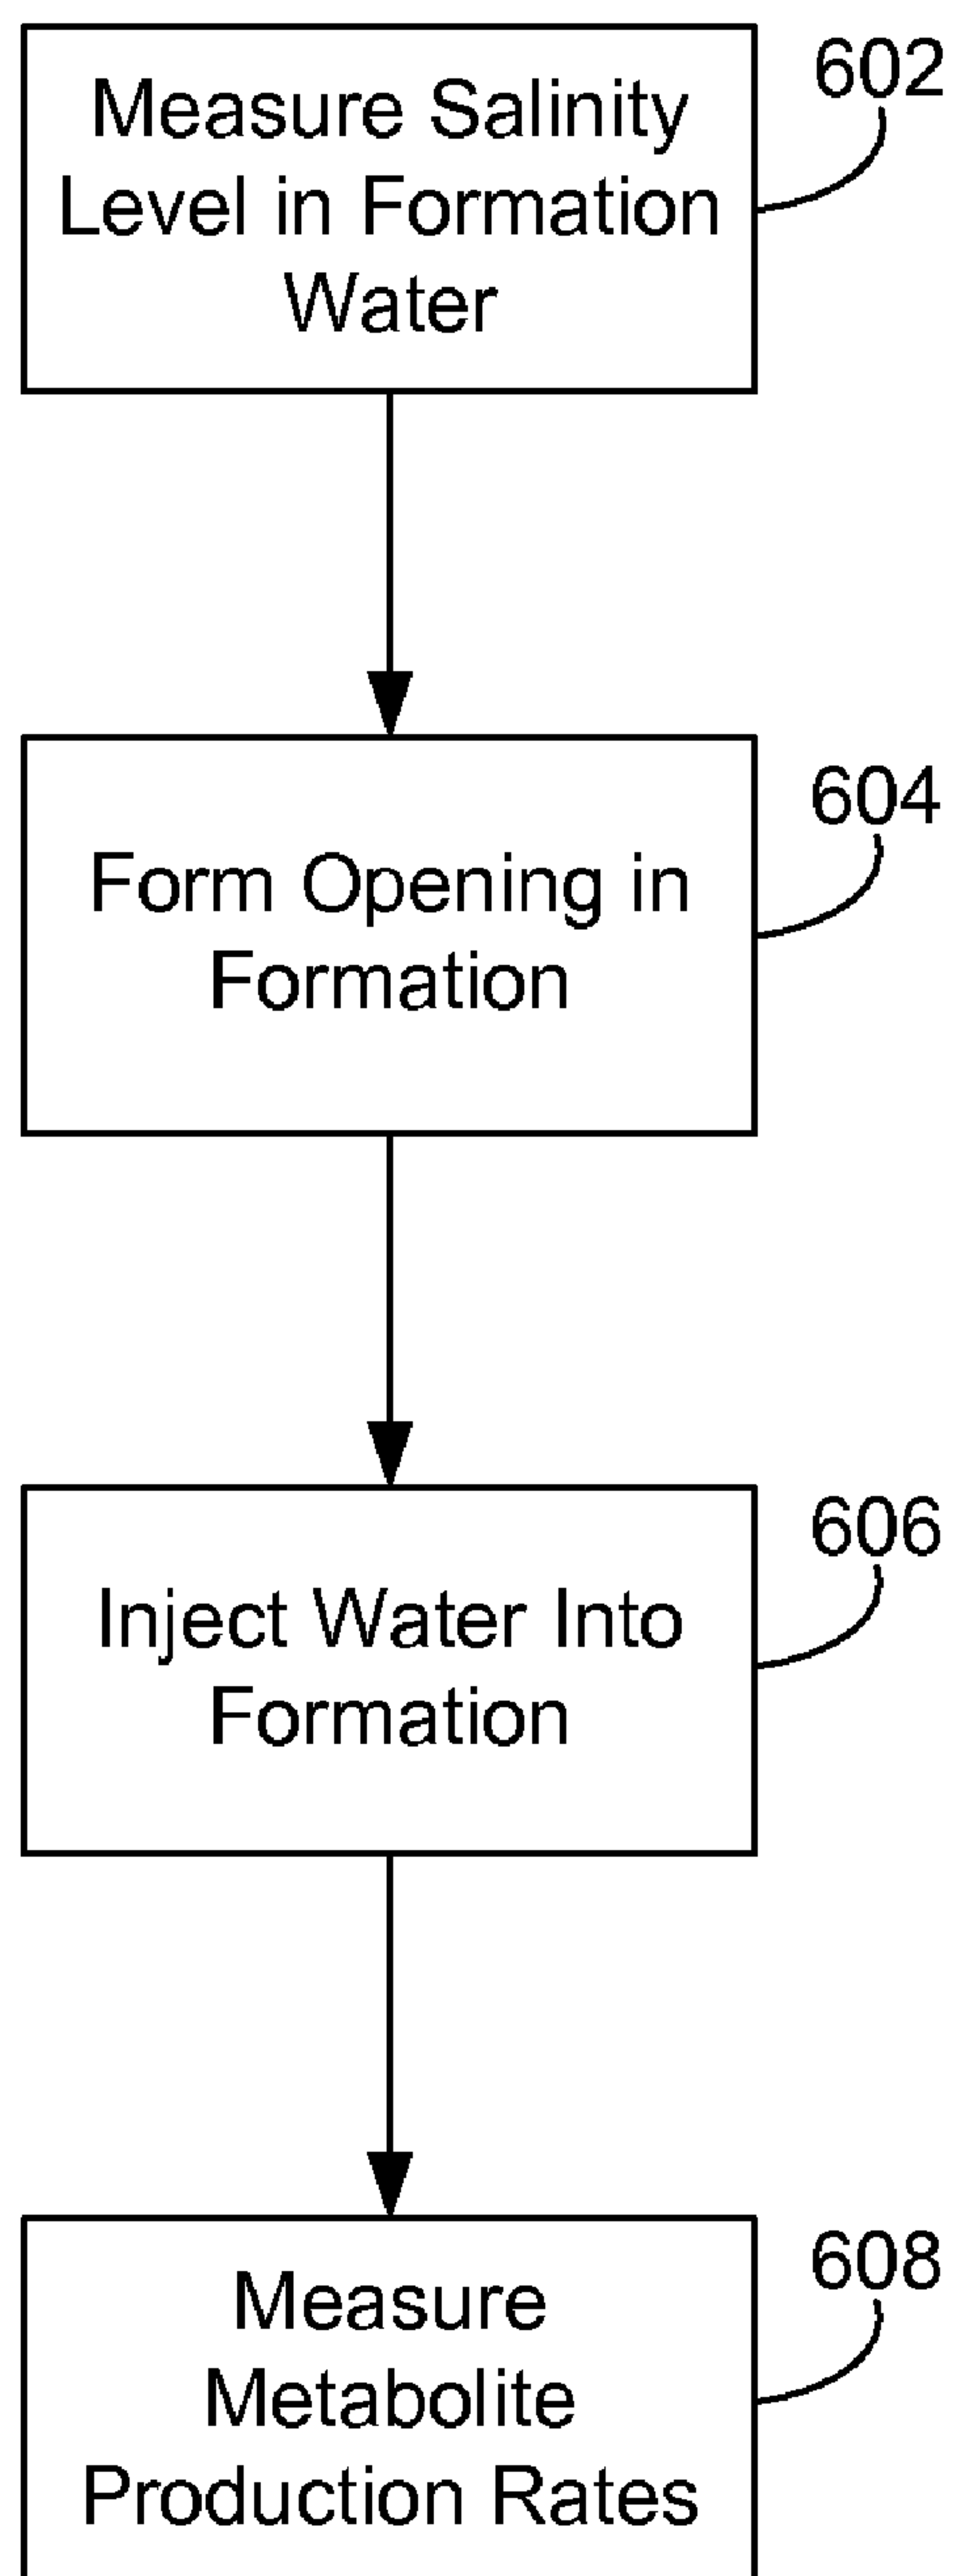 602
Measure Salinity
Level in Formation
Water
604
Form Opening in
Formation
606
Inject Water Into
Formation
608
Measure
Metabolite
Production Rates